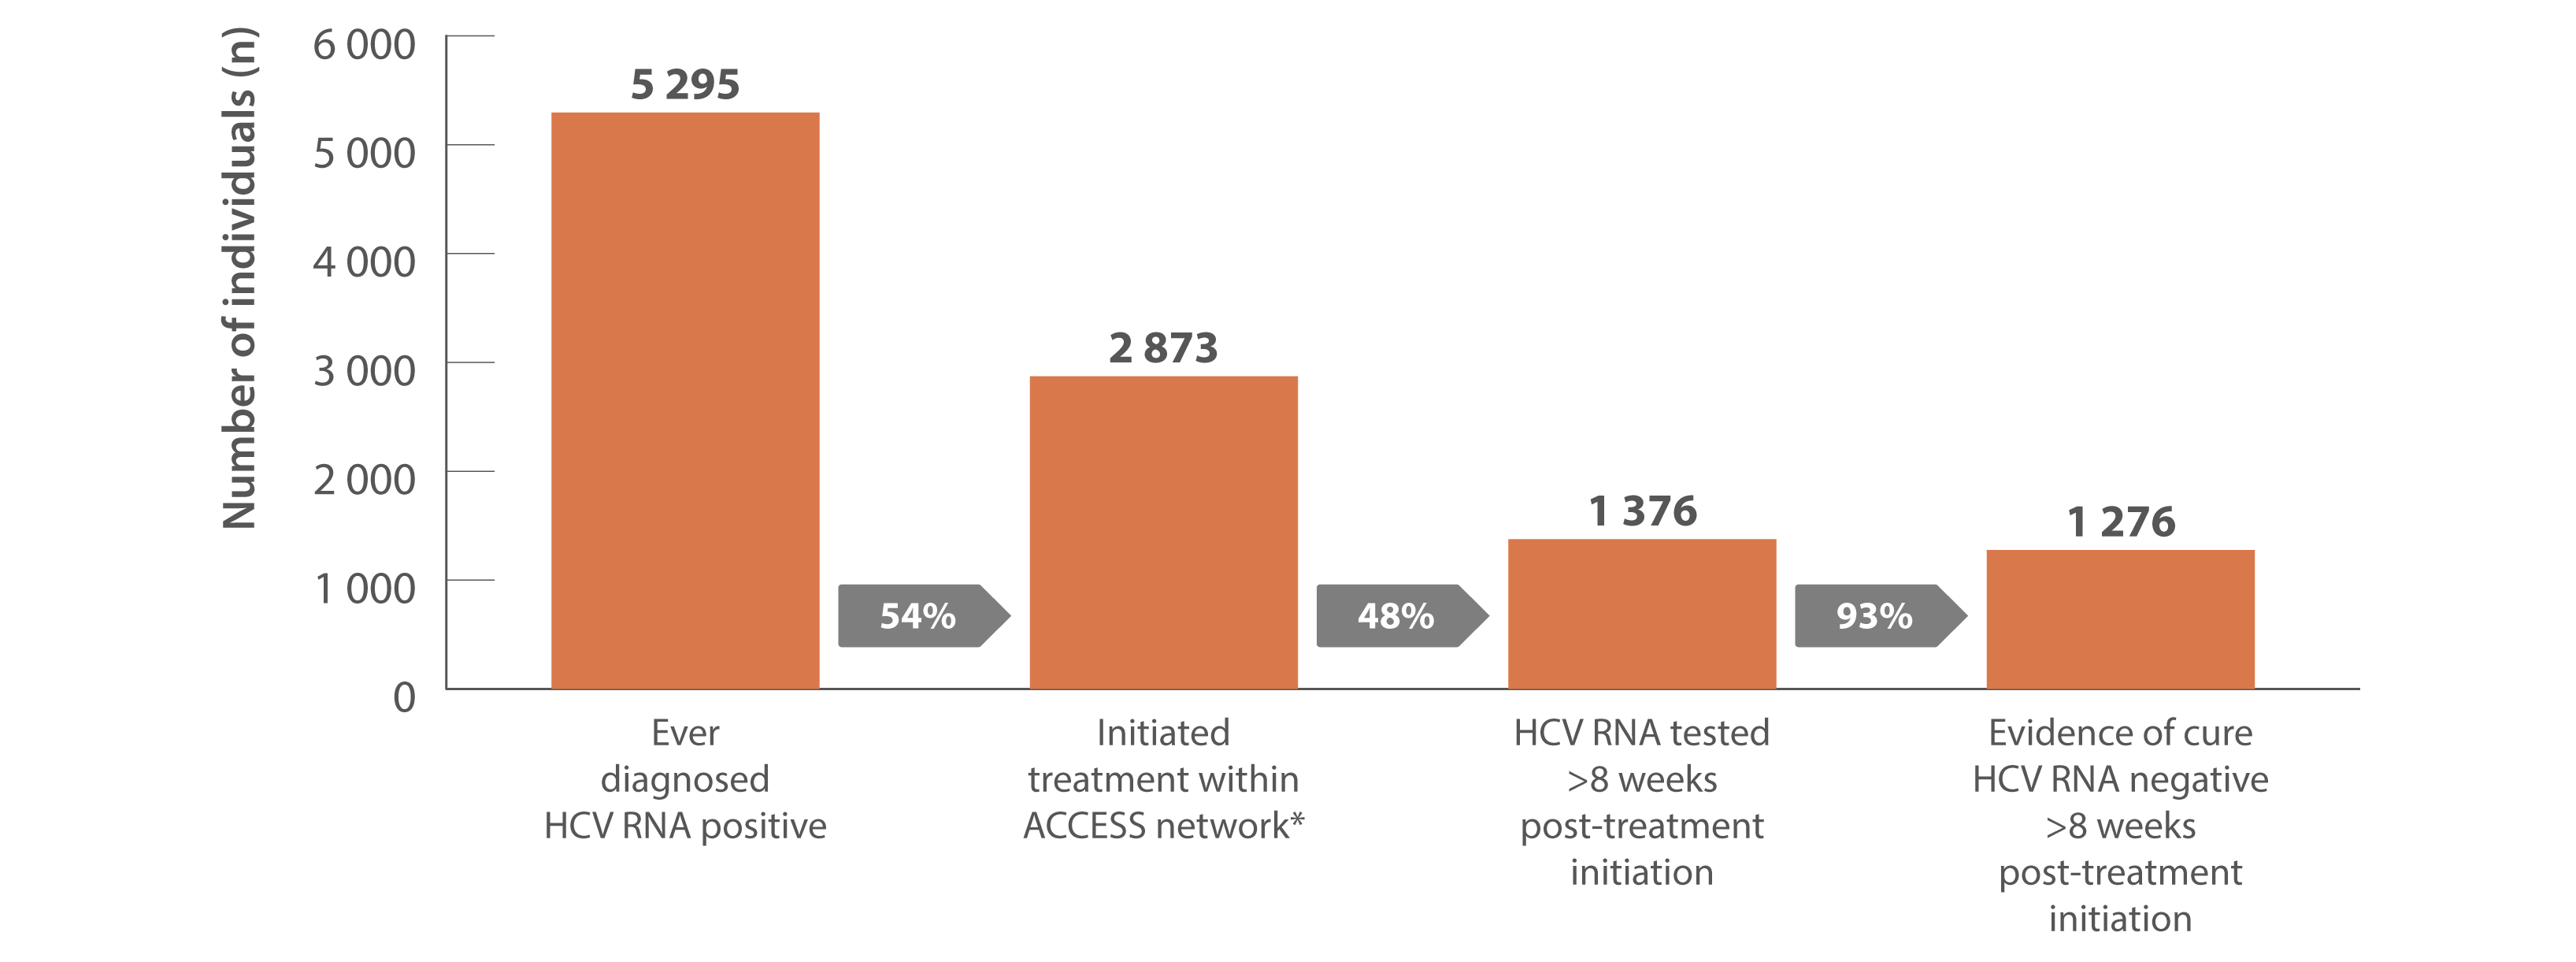 Number of individuals (n)
6 000
5 000
4 000
3 000
2 000
1 000
0
5 295
2 873
1 376
1 276
54%
48%
93%
Ever
diagnosed
HCV RNA positive
Initiated
treatment within
ACCESS network*
HCV RNA tested
>8 weeks
post-treatment
initiation
Evidence of cure
HCV RNA negative
>8 weeks
post-treatment
initiation